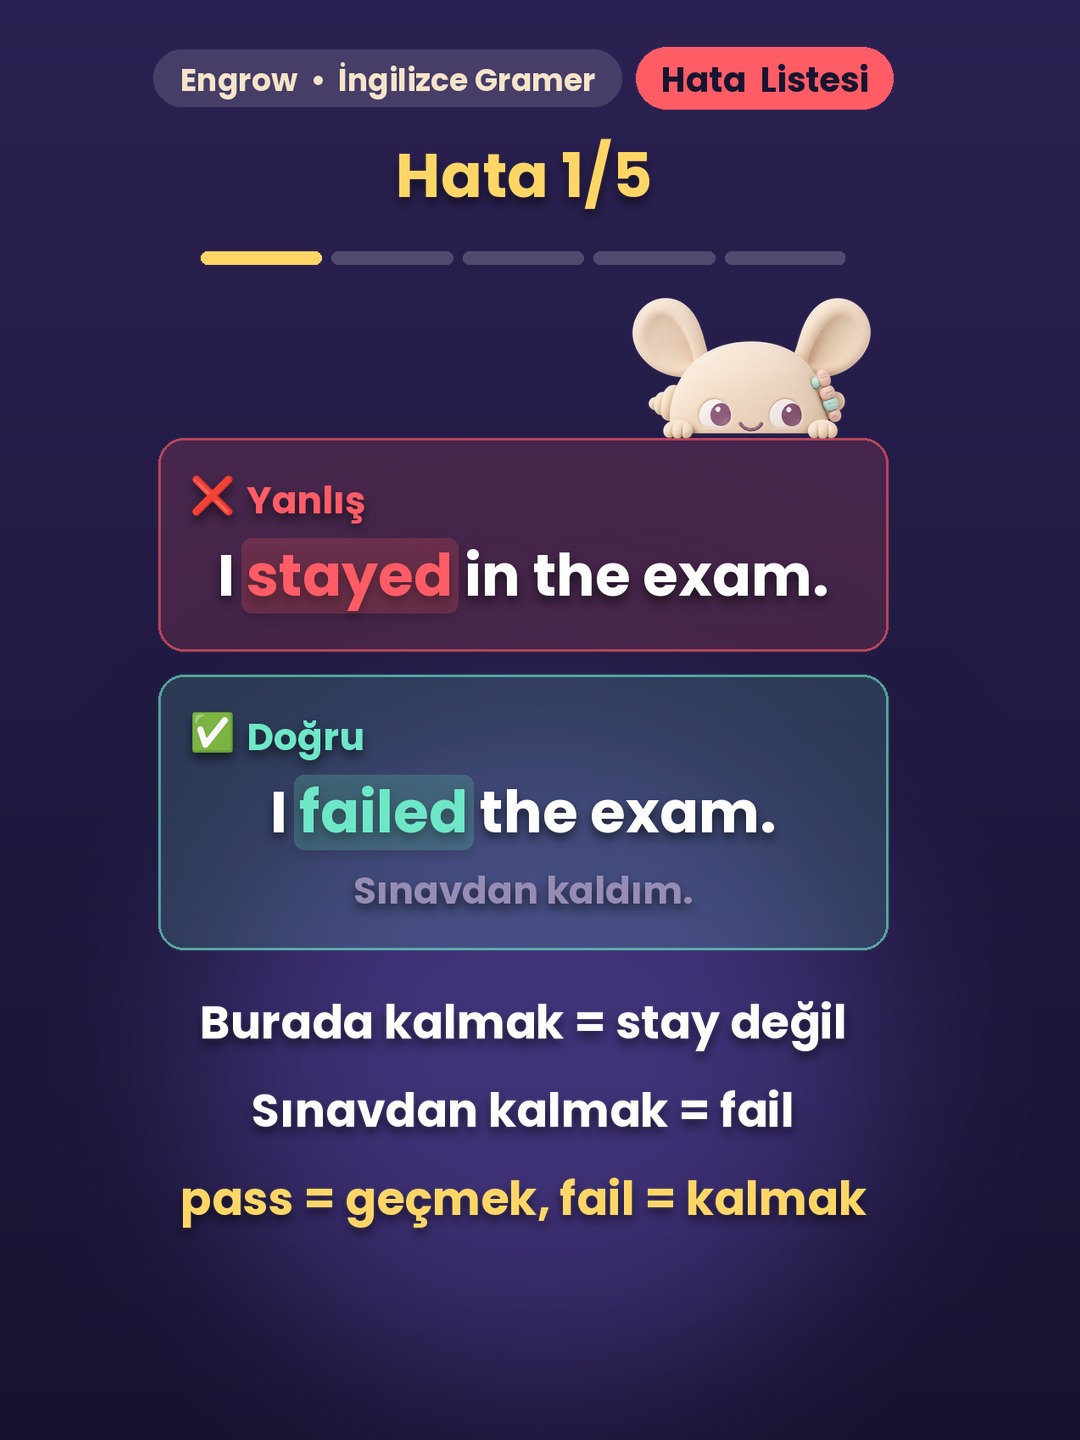 Engrow • İngilizce Gramer
Hata Listesi
Hata 1/5
❌ Yanlış
I stayed in the exam.
✅ Doğru
I failed the exam.
Sınavdan kaldım.
Burada kalmak = stay değil
Sınavdan kalmak = fail
pass = geçmek, fail = kalmak